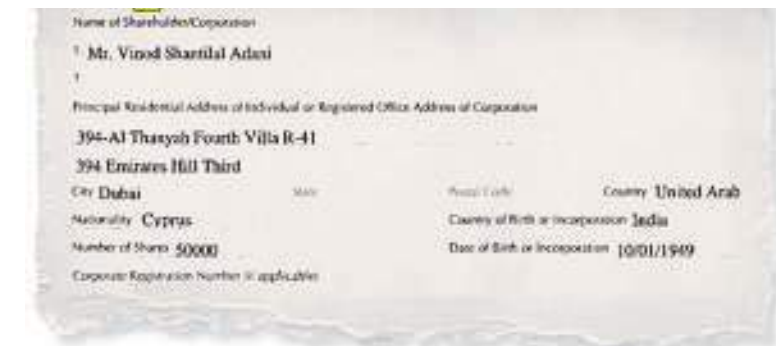 Name of Shareholder/Corporation
1 Mr. Vinod Shantilal Adani
Principal Residential Address of Individual or Registered Office Address of Corporation
394-Al Thanyah Fourth Villa R-41
394 Emirates Hill Third
City Dubai State Postal Code Country United Arab
Nationality Cyprus Country of Birth or Incorporation India
Number of Shares 50000 Date of Birth or Incorporation 10/01/1949
Corporate Registration Number if applicable